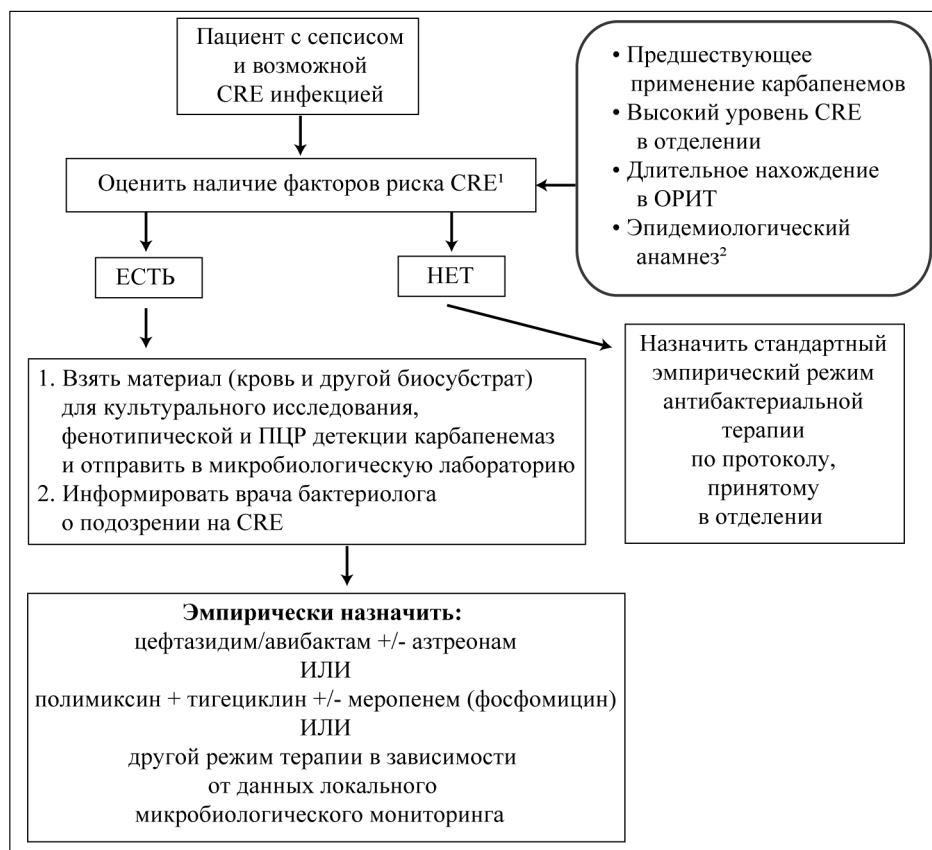 Пациент с сепсисом
и возможной
CRE инфекцией
• Предшествующее
применение карбапенемов
• Высокий уровень CRE
в отделении
• Длительное нахождение
в ОРИТ
• Эпидемиологический
анамнез²
Оценить наличие факторов риска CRE¹
ЕСТЬ
НЕТ
1. Взять материал (кровь и другой биосубстрат)
для культурального исследования,
фенотипической и ПЦР детекции карбапенемаз
и отправить в микробиологическую лабораторию
2. Информировать врача бактериолога
о подозрении на CRE
Назначить стандартный
эмпирический режим
антибактериальной
терапии
по протоколу,
принятому
в отделении
Эмпирически назначить:
цефтазидим/авибактам +/- азтреонам
ИЛИ
полимиксин + тигециклин +/- меропенем (фосфомицин)
ИЛИ
другой режим терапии в зависимости
от данных локального
микробиологического мониторинга